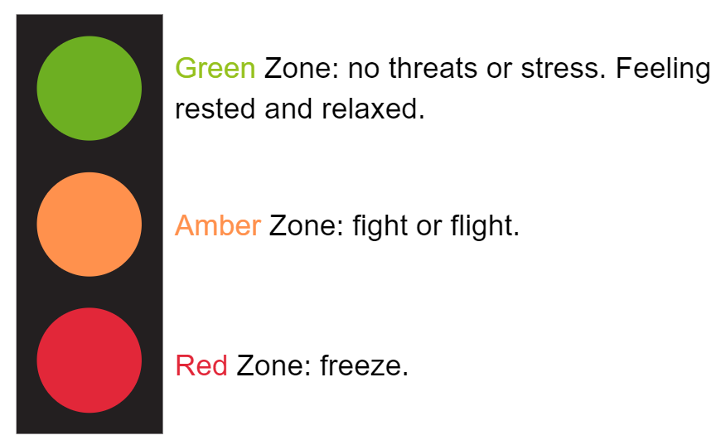 Green Zone: no threats or stress. Feeling
rested and relaxed.
Amber Zone: fight or flight.
Red Zone: freeze.